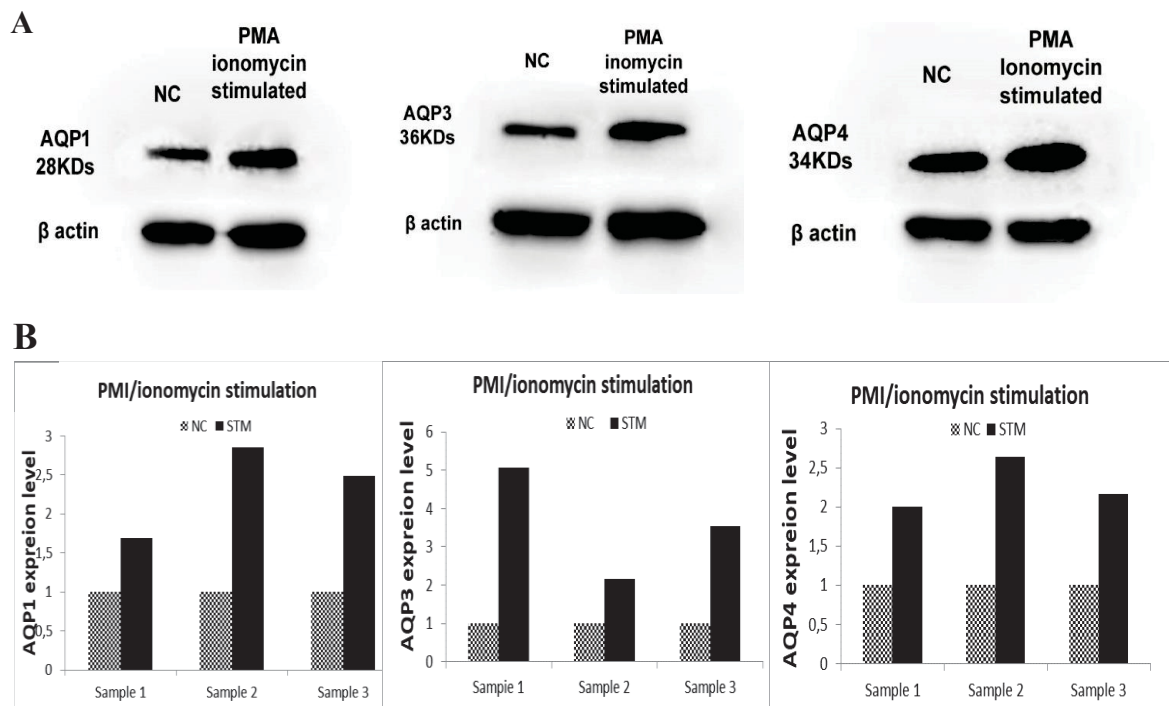 A
NC
PMA
ionomycin
stimulated
AQP1
28KDs
β actin
NC
PMA
inomycin
stimulated
AQP3
36KDs
β actin
NC
PMA
Ionomycin
stimulated
AQP4
34KDs
β actin
B
PMI/ionomycin stimulation
NC STM
AQP1 expreion level
3
2,5
2
1,5
1
0,5
0
Sample 1 Sample 2 Sample 3
PMI/ionomycin stimulation
NC STM
AQP3 expreion level
6
5
4
3
2
1
0
Sampie 1 Sample 2 Sample 3
PMI/ionomycin stimulation
NC STM
AQP4 expreion level
3
2,5
2
1,5
1
0,5
0
Sample 1 Sample 2 Sample 3